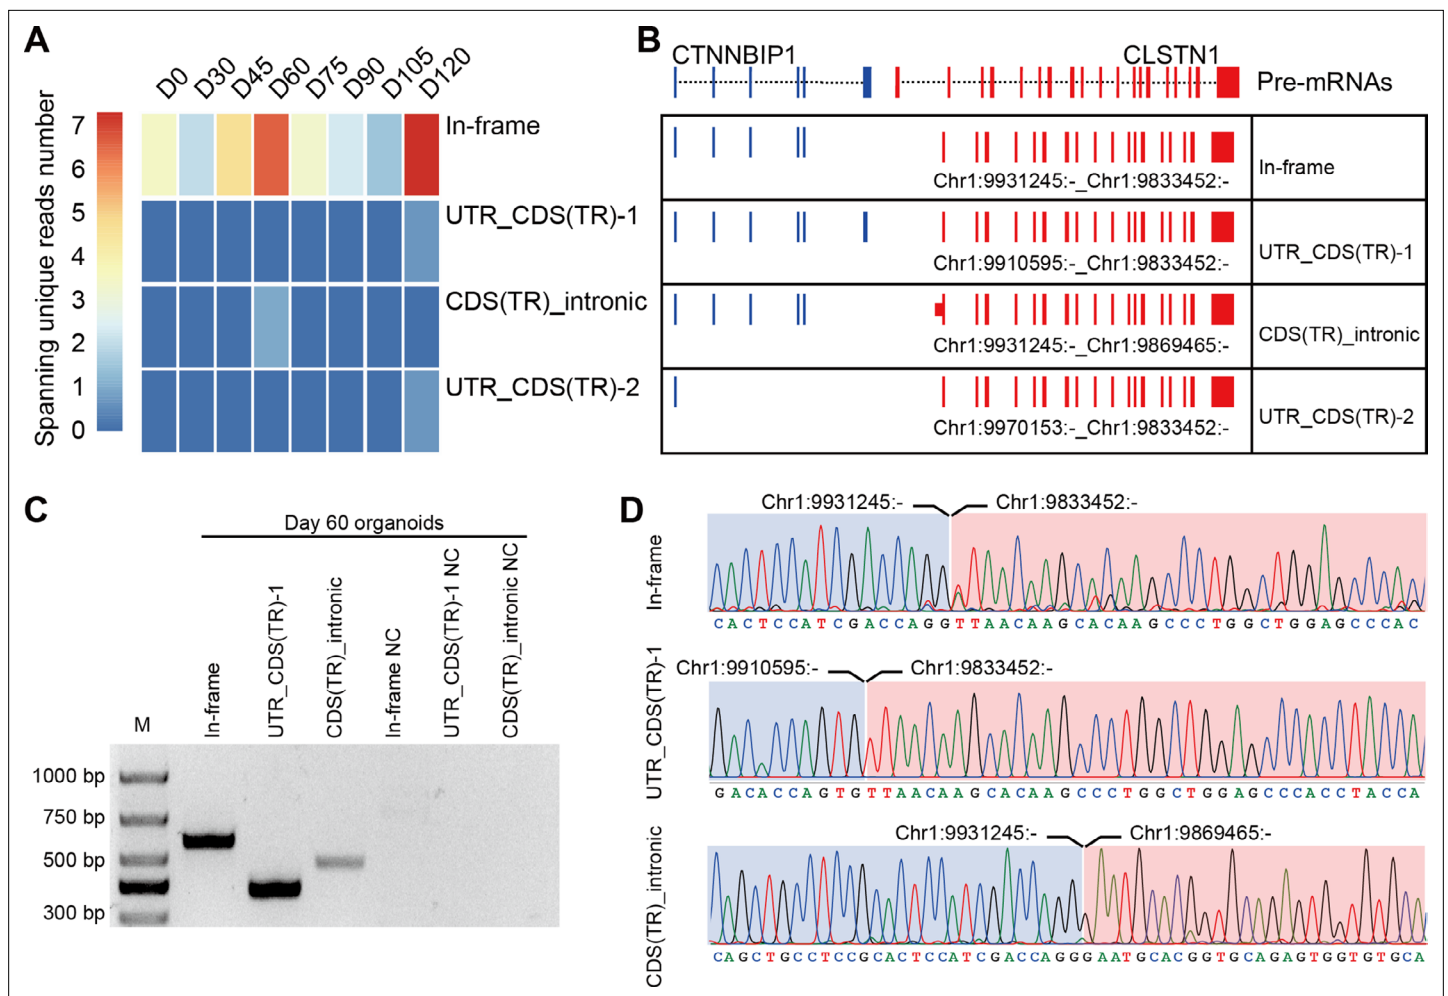 A
D0 D30 D45 D60 D75 D90 D105 D120
Spanning unique reads number
7
6
5
4
3
2
1
0
In-frame
UTR_CDS(TR)-1
CDS(TR)_intronic
UTR_CDS(TR)-2
B
CTNNBIP1 CLSTN1
Pre-mRNAs
Chr1:9931245:-_Chr1:9833452:-
In-frame
Chr1:9910595:-_Chr1:9833452:-
UTR_CDS(TR)-1
Chr1:9931245:-_Chr1:9869465:-
CDS(TR)_intronic
Chr1:9970153:-_Chr1:9833452:-
UTR_CDS(TR)-2
C
Day 60 organoids
M
In-frame
UTR_CDS(TR)-1
CDS(TR)_intronic
In-frame NC
UTR_CDS(TR)-1 NC
CDS(TR)_intronic NC
1000 bp
750 bp
500 bp
300 bp
D
In-frame
Chr1:9931245:- Chr1:9833452:-
CACTCCATCGACCAGGTTAACAAGCACAAGCCCTGGCTGGAGCCCAC
UTR_CDS(TR)-1
Chr1:9910595:- Chr1:9833452:-
GACACCAGTGTTAACAAGCACAAGCCCTGGCTGGAGCCCACCTACCA
CDS(TR)_intronic
Chr1:9931245:- Chr1:9869465:-
CAGCTGCCTCCGCACTCCATCGACCAGGGAATGCACGGTGCAGAGTGGTGTGCA